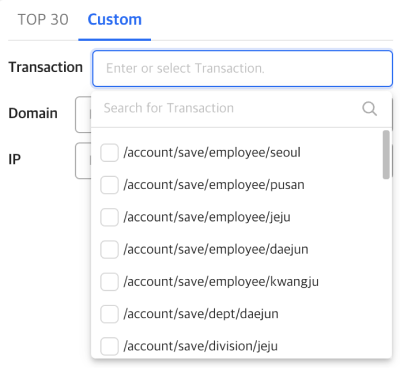 TOP 30 Custom
Transaction Enter or select Transaction.
Search for Transaction
Domain
IP
/account/save/employee/seoul
/account/save/employee/pusan
/account/save/employee/jeju
/account/save/employee/daejun
/account/save/employee/kwangju
/account/save/dept/daejun
/account/save/division/jeju